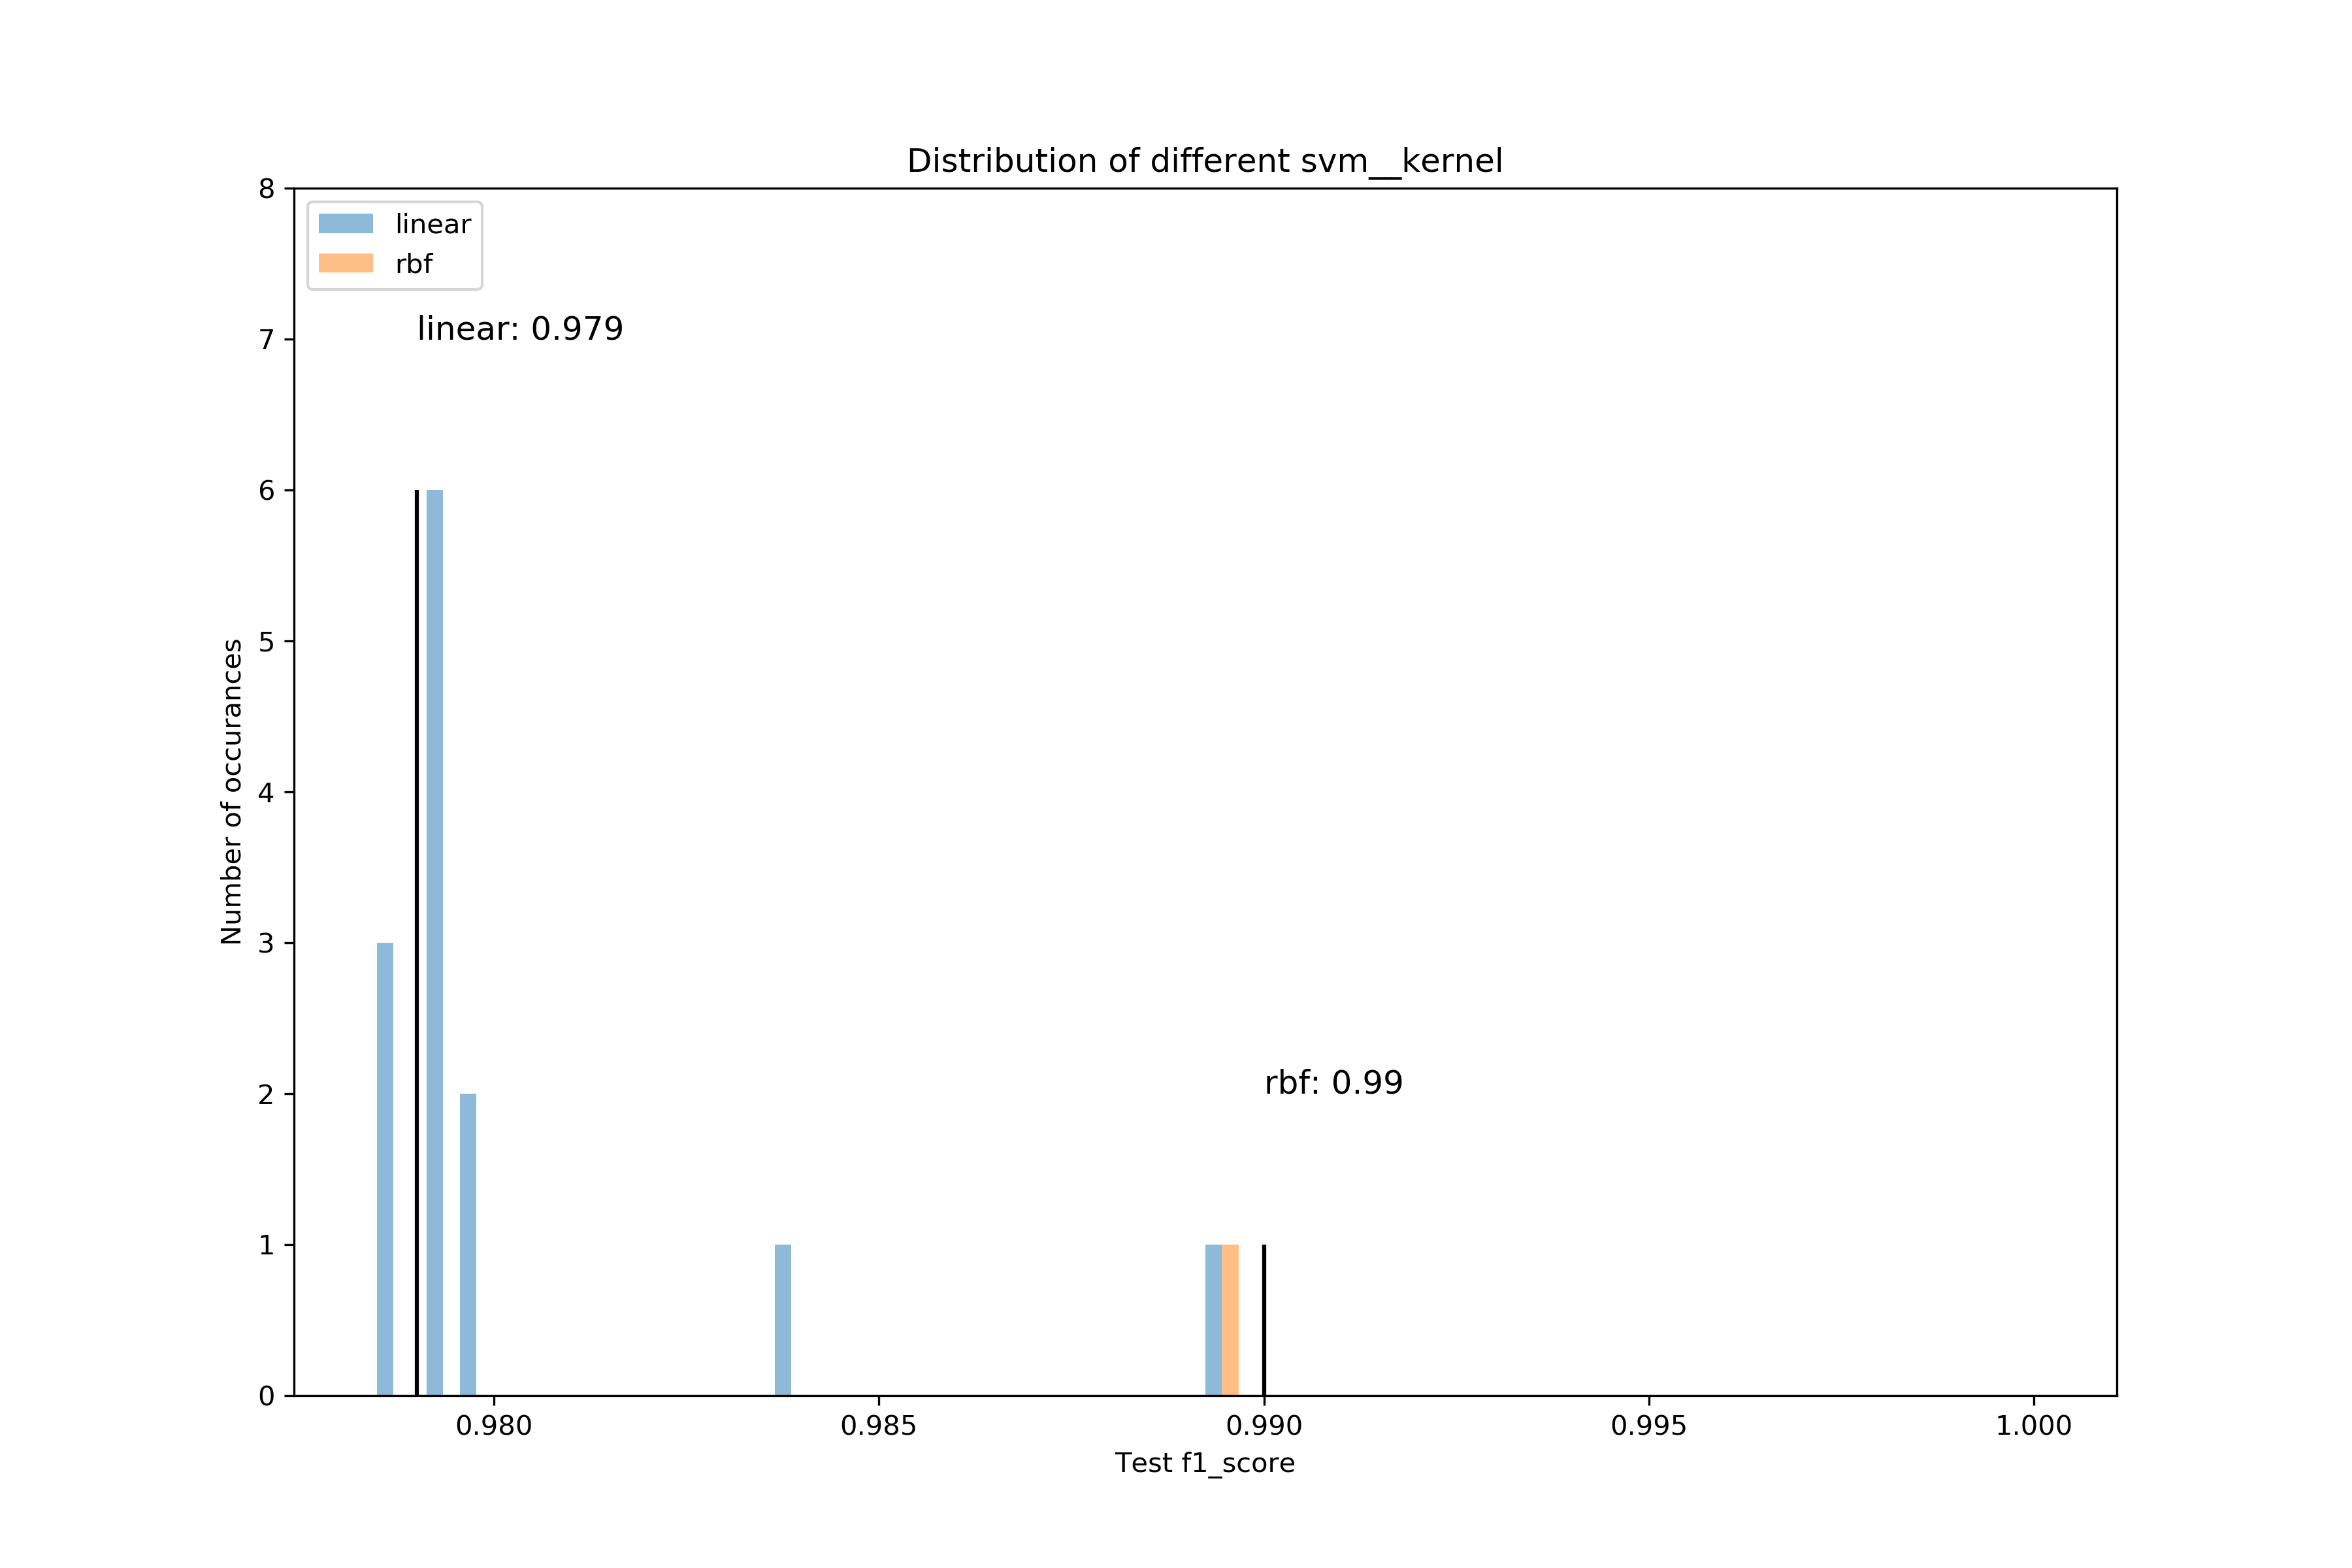 Distribution of different svm__kernel
8
linear
rbf
linear: 0.979
7
6
5
4
3
2
1
0
Number of occurances
rbf: 0.99
0.980 0.985 0.990 0.995 1.000
Test f1_score